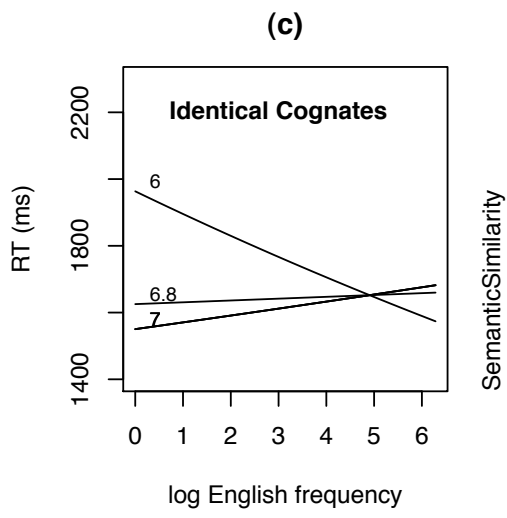 (c)
Identical Cognates
2200
1800
1400
RT (ms)
6
6.8
7
0 1 2 3 4 5 6
log English frequency
SemanticSimilarity